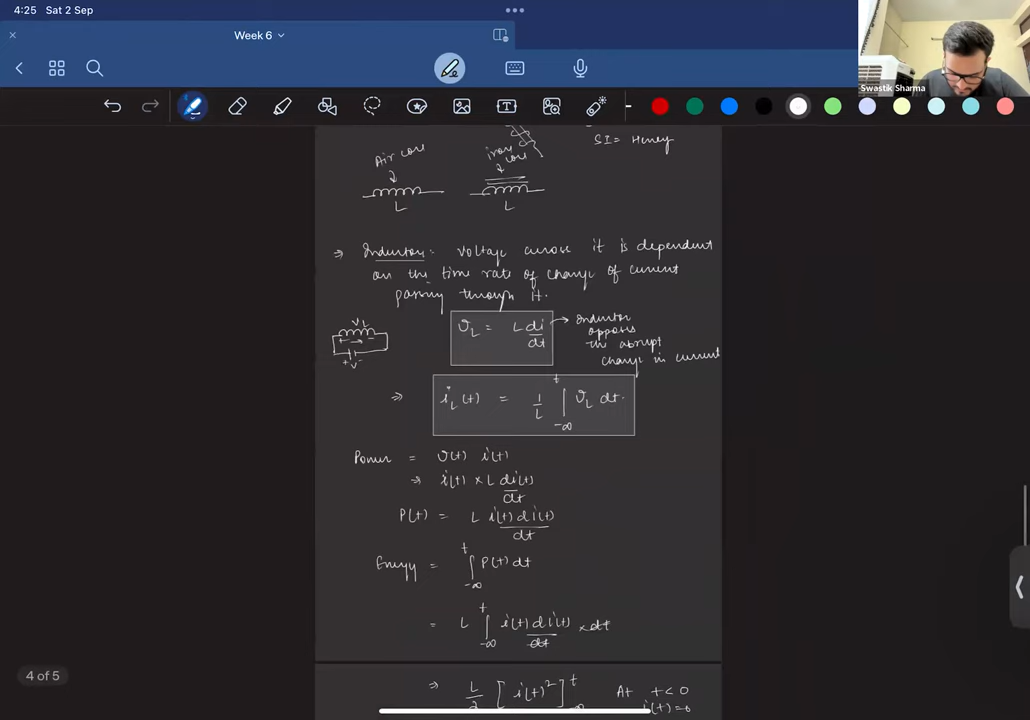 4:25 Sat 2 Sep
Week 6
Swastik Sharma
SI = Henry
Air core
iron core
L
L
⇒ Inductor: voltage across it is dependent
on the time rate of change of current
passing through it.
VL
+ -
+V-
vL = L di/dt → Inductor opposes the abrupt change in current
⇒ iL(t) = 1/L ∫_{-∞}^{t} vL dt.
Power = v(t) i(t)
⇒ i(t) × L di(t)/dt
P(t) = L i(t) di(t)/dt
Energy = ∫_{-∞}^{t} P(t) dt
= L ∫_{-∞}^{t} i(t) di(t)/dt × dt
⇒ L/2 [i(t)²]_{-∞}^{t} At t<0
i(t)=0
4 of 5